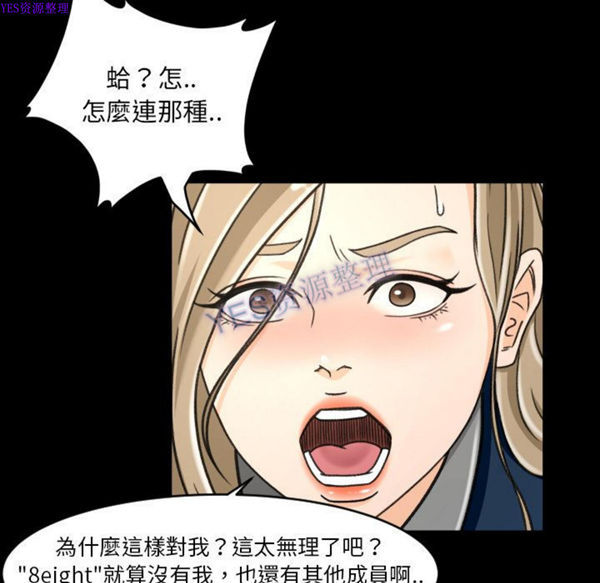 YES资源整理
蛤？怎..
怎麼連那種..
YES资源整理
為什麼這樣對我？這太無理了吧？
"8eight"就算沒有我，也還有其他成員啊..